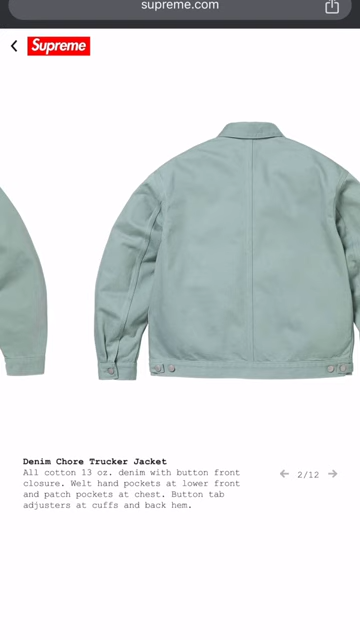 supreme.com
Supreme
Denim Chore Trucker Jacket
All cotton 13 oz. denim with button front
closure. Welt hand pockets at lower front
and patch pockets at chest. Button tab
adjusters at cuffs and back hem.
2/12